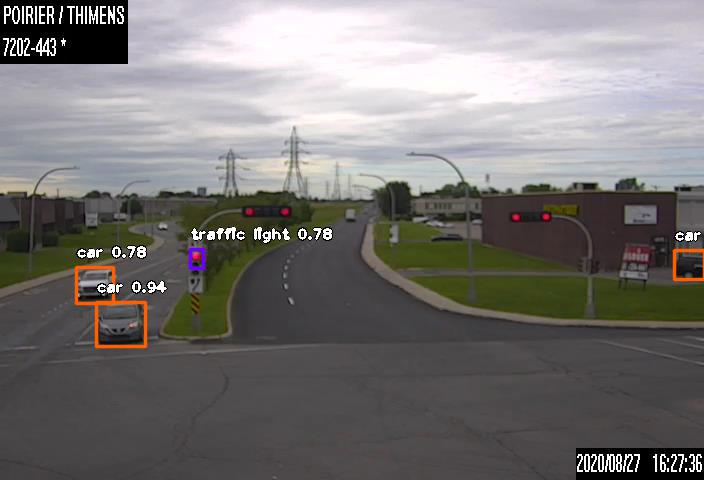 POIRIER / THIMENS
7202-443 *
traffic light 0.78
car 0.78
car 0.94
car
2020/08/27 16:27:36